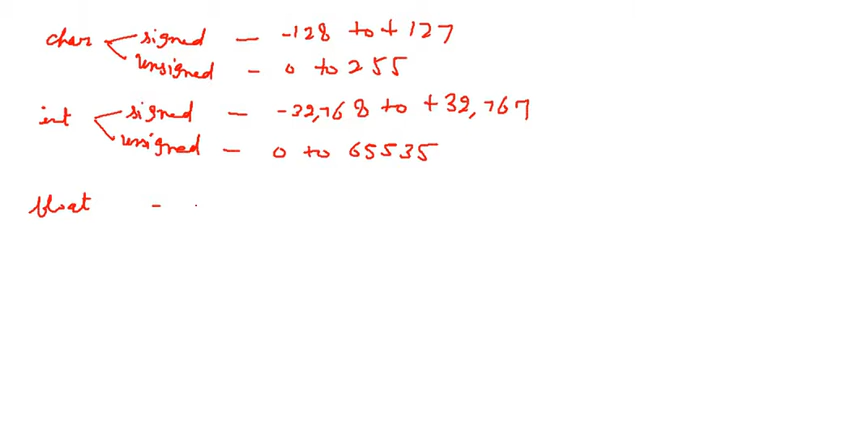 char signed — -128 to +127
unsigned — 0 to 255
int signed — -32,768 to +32,767
unsigned — 0 to 65535
float -